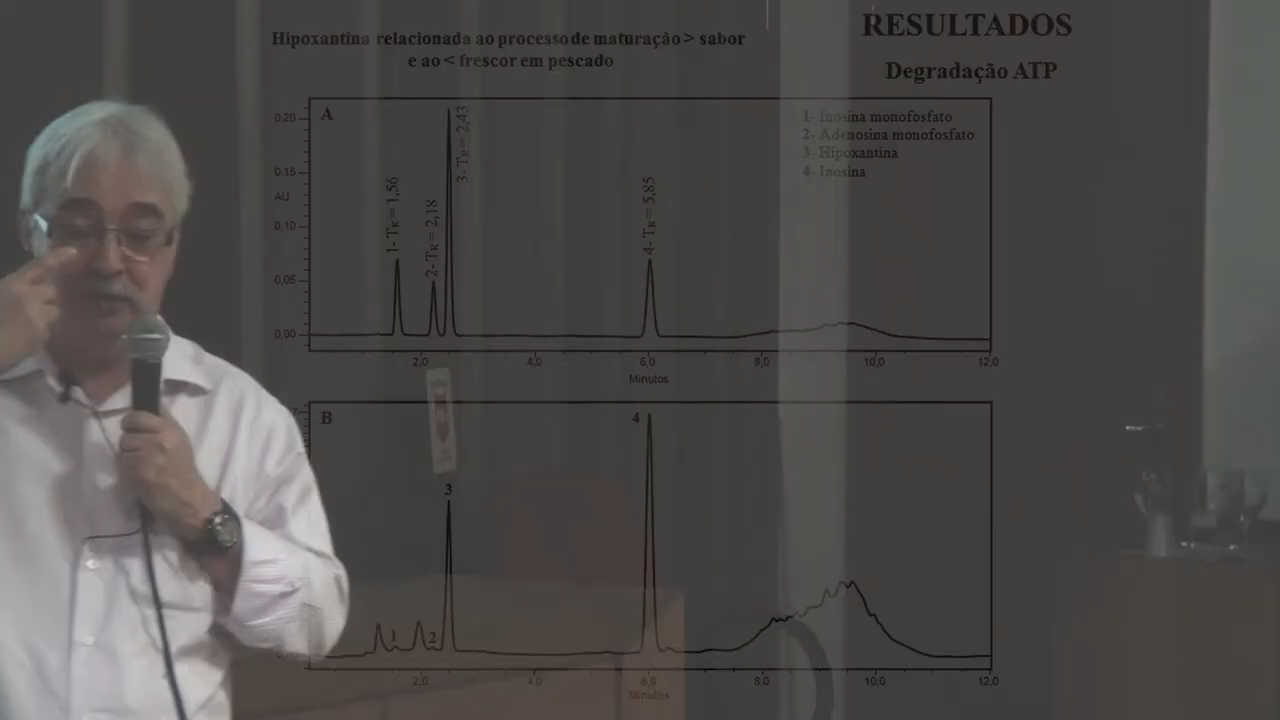 Hipoxantina relacionada ao processo de maturação > sabor
e ao < frescor em pescado
RESULTADOS
Degradação ATP
A
1- Inosina monofosfato
2- Adenosina monofosfato
3- Hipoxantina
4- Inosina
0,20
0,15
AU
0,10
0,05
0,00
1- TR = 1,56
2- TR = 2,18
3- TR = 2,43
4- TR = 5,85
2,0 4,0 6,0 8,0 10,0 12,0
Minutos
B
1
2
3
4
2,0 4,0 6,0 8,0 10,0 12,0
Minutos